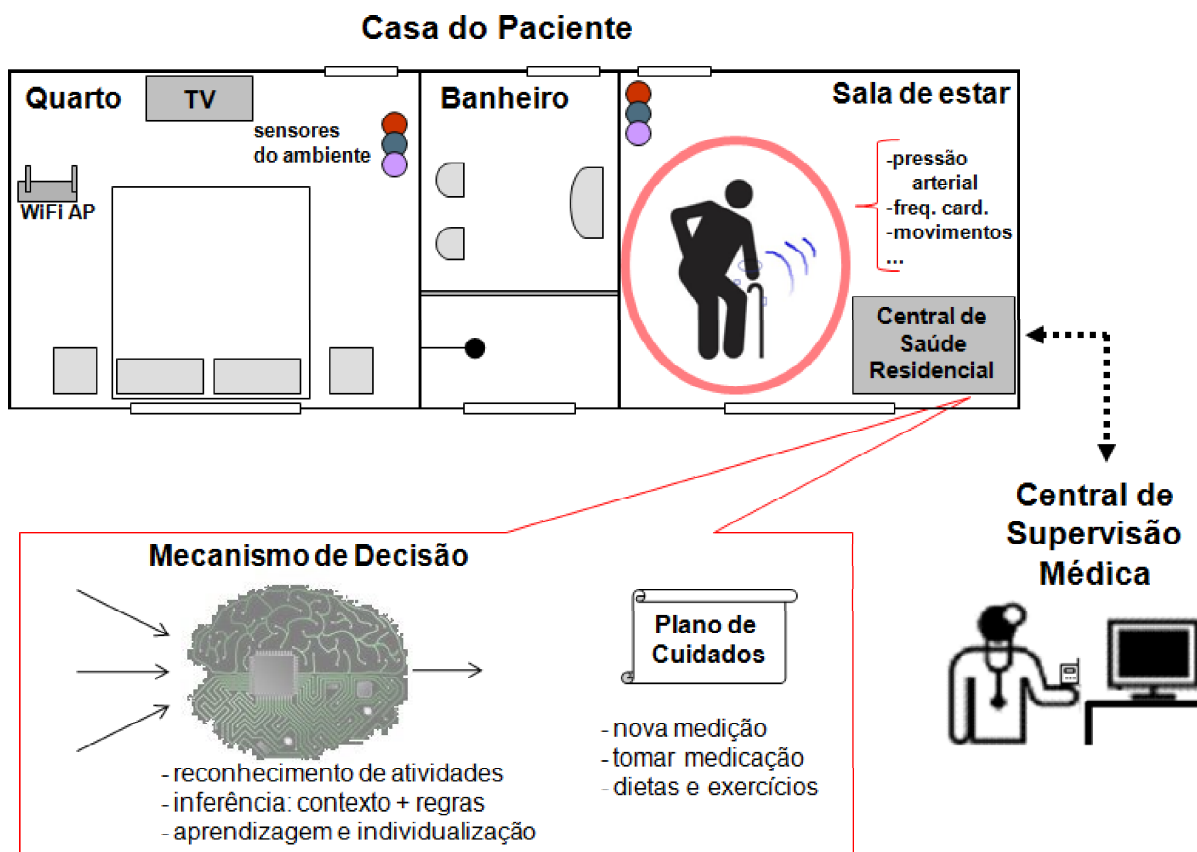 Casa do Paciente
Quarto
TV
sensores
do ambiente
WiFi AP
Banheiro
Sala de estar
-pressão
arterial
-freq. card.
-movimentos
...
Central de
Saúde
Residencial
Central de
Supervisão
Médica
Mecanismo de Decisão
- reconhecimento de atividades
- inferência: contexto + regras
- aprendizagem e individualização
Plano de
Cuidados
- nova medição
- tomar medicação
- dietas e exercícios